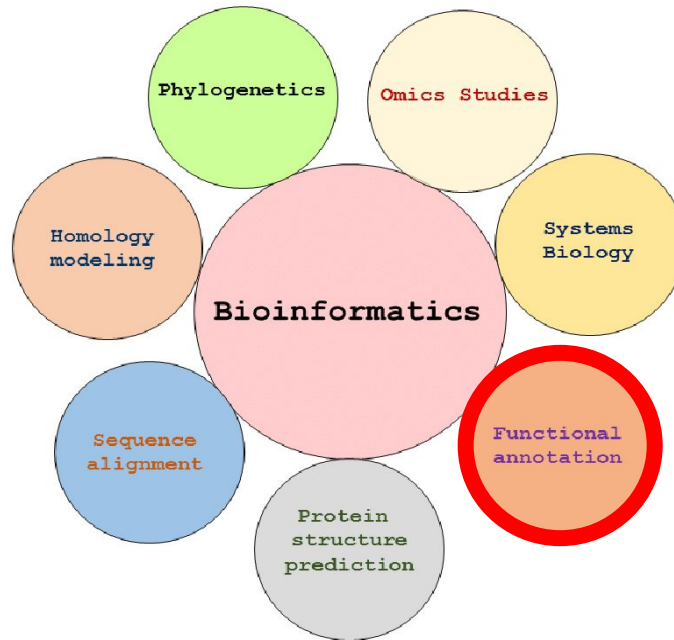 Phylogenetics
Omics Studies
Homology
modeling
Systems
Biology
Bioinformatics
Sequence
alignment
Functional
annotation
Protein
structure
prediction